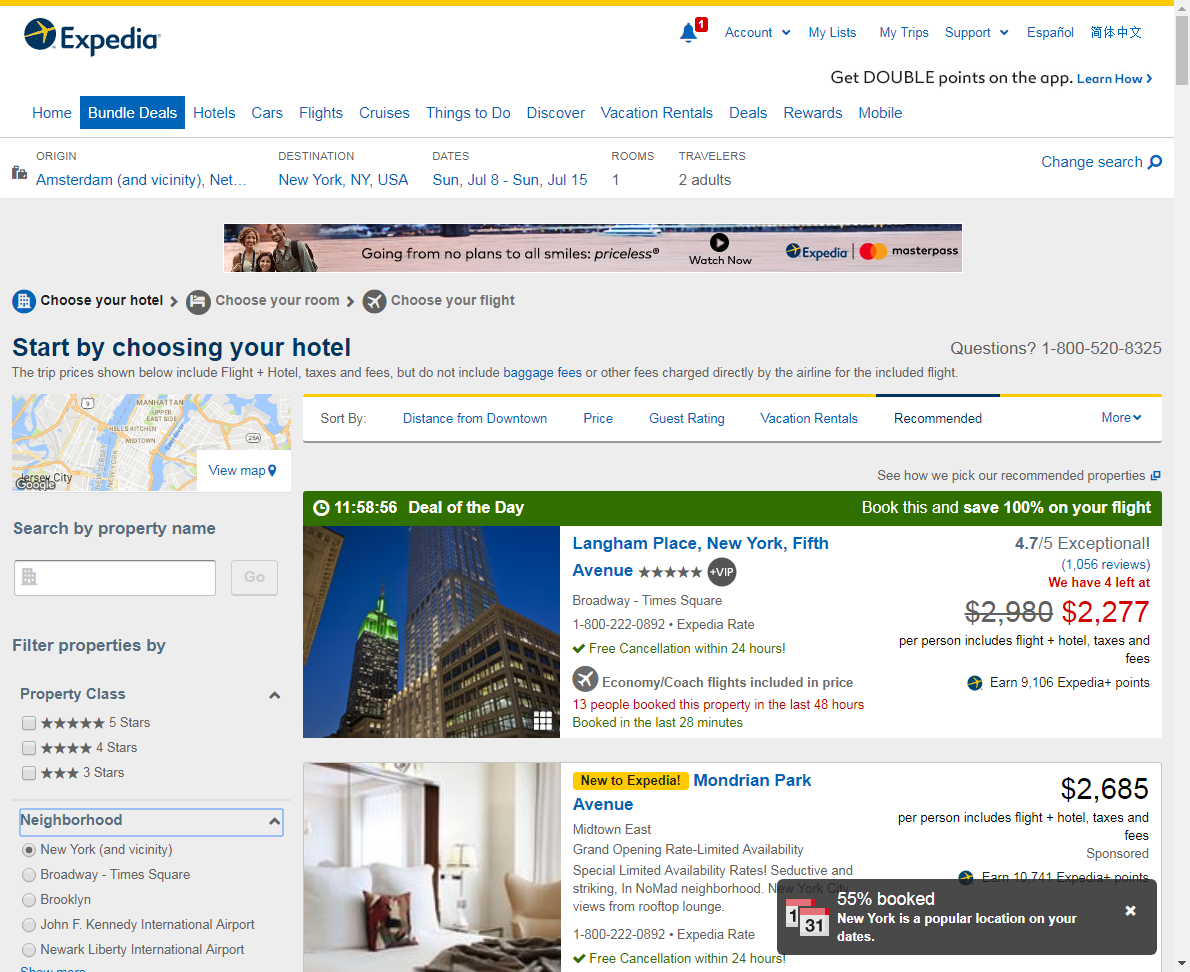 Expedia
1
Account
My Lists
My Trips
Support
Español
简体中文
Get DOUBLE points on the app. Learn How
Home
Bundle Deals
Hotels
Cars
Flights
Cruises
Things to Do
Discover
Vacation Rentals
Deals
Rewards
Mobile
ORIGIN
Amsterdam (and vicinity), Net...
DESTINATION
New York, NY, USA
DATES
Sun, Jul 8 - Sun, Jul 15
ROOMS
1
TRAVELERS
2 adults
Change search
Going from no plans to all smiles: priceless®
Watch Now
Expedia
masterpass
Choose your hotel
Choose your room
Choose your flight
Start by choosing your hotel
Questions? 1-800-520-8325
The trip prices shown below include Flight + Hotel, taxes and fees, but do not include baggage fees or other fees charged directly by the airline for the included flight.
9
MANHATTAN
UPPER
EAST SIDE
HELL'S KITCHEN
MIDTOWN
25A
NEW JERSEY
NEW YORK
East River
Jersey City
Google
View map
Sort By:
Distance from Downtown
Price
Guest Rating
Vacation Rentals
Recommended
More
See how we pick our recommended properties
Search by property name
Go
Filter properties by
Property Class
5 Stars
4 Stars
3 Stars
Neighborhood
New York (and vicinity)
Broadway - Times Square
Brooklyn
John F. Kennedy International Airport
Newark Liberty International Airport
Show more
11:58:56 Deal of the Day
Book this and save 100% on your flight
Langham Place, New York, Fifth
Avenue
+VIP
Broadway - Times Square
1-800-222-0892 • Expedia Rate
Free Cancellation within 24 hours!
Economy/Coach flights included in price
13 people booked this property in the last 48 hours
Booked in the last 28 minutes
4.7/5 Exceptional!
(1,056 reviews)
We have 4 left at
$2,980 $2,277
per person includes flight + hotel, taxes and
fees
Earn 9,106 Expedia+ points
New to Expedia! Mondrian Park
Avenue
Midtown East
Grand Opening Rate-Limited Availability
Special Limited Availability Rates! Seductive and
striking, In NoMad neighborhood. New York City
views from rooftop lounge.
1-800-222-0892 • Expedia Rate
Free Cancellation within 24 hours!
$2,685
per person includes flight + hotel, taxes and
fees
Sponsored
Earn 10,741 Expedia+ points
1
31
55% booked
New York is a popular location on your
dates.